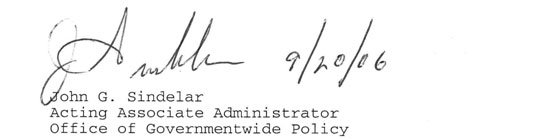 9/20/06
John G. Sindelar
Acting Associate Administrator
Office of Governmentwide Policy